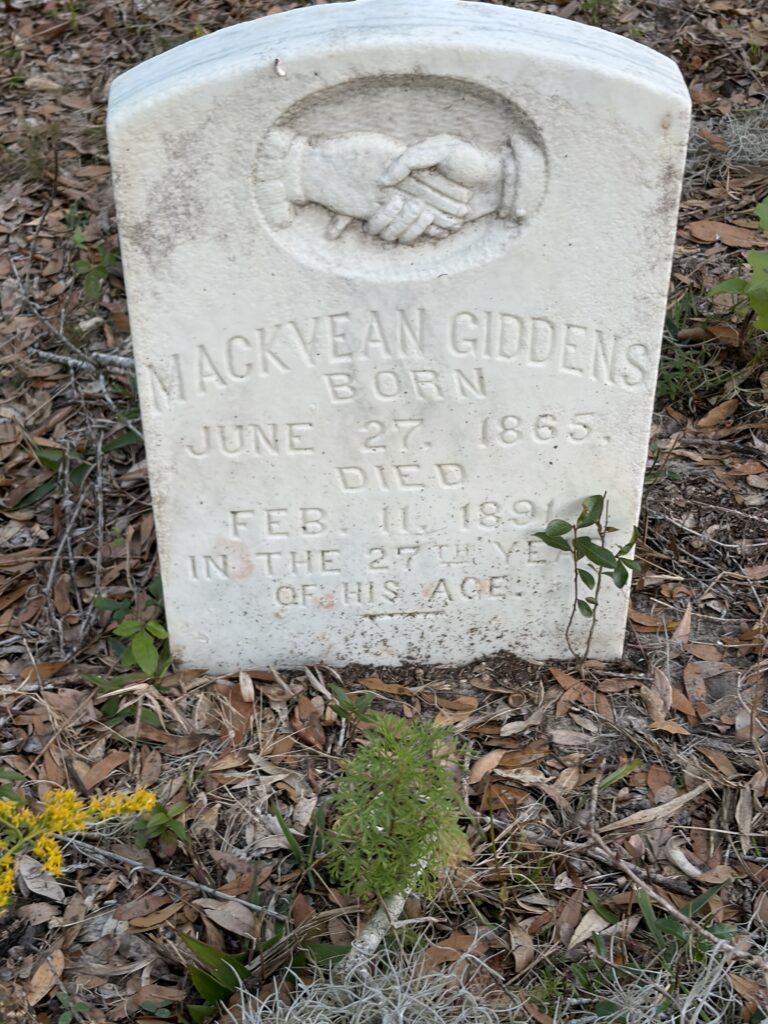 MACKVEAN GIDDENS
BORN
JUNE 27, 1865.
DIED
FEB. 11, 1891
IN THE 27TH
OF HIS AGE.